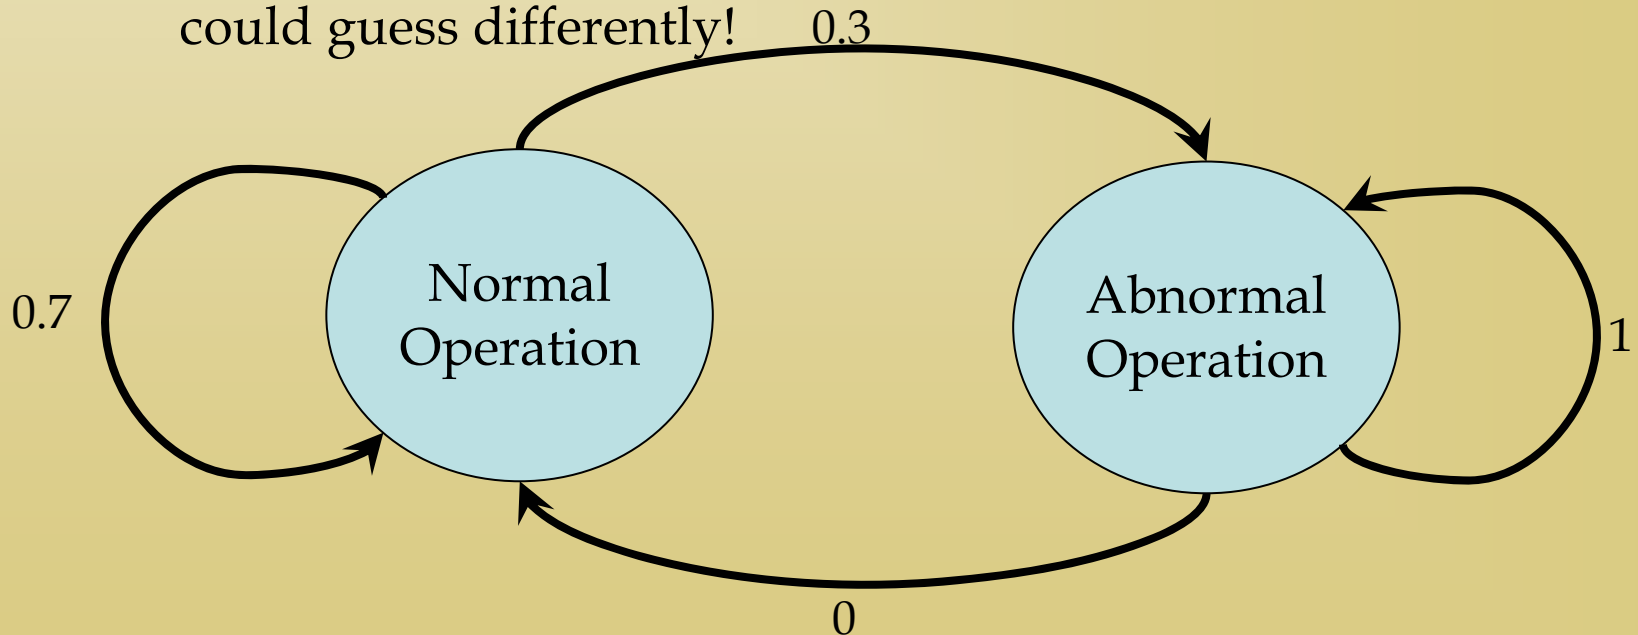 could guess differently!
0.3
0.7
Normal
Operation
Abnormal
Operation
1
0